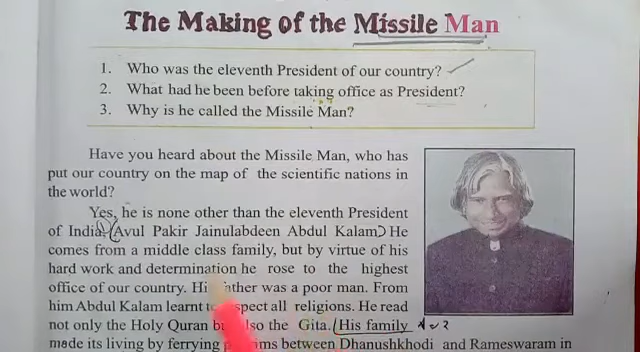 The Making of the Missile Man
1. Who was the eleventh President of our country?
2. What had he been before taking office as President?
3. Why is he called the Missile Man?
Have you heard about the Missile Man, who has
put our country on the map of the scientific nations in
the world?
Yes, he is none other than the eleventh President
of India, (Avul Pakir Jainulabdeen Abdul Kalam) He
comes from a middle class family, but by virtue of his
hard work and determination he rose to the highest
office of our country. His father was a poor man. From
him Abdul Kalam learnt to respect all religions. He read
not only the Holy Quran but also the Gita. (His family
made its living by ferrying between Dhanushkhodi and Rameswaram in